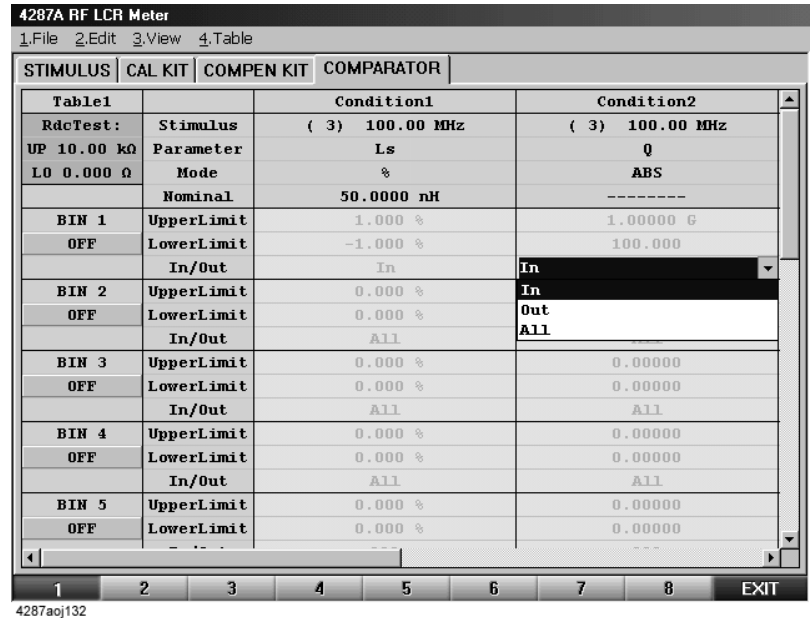 4287A RF LCR Meter
1.File 2.Edit 3.View 4.Table
STIMULUS CAL KIT COMPEN KIT COMPARATOR
Table1 Condition1 Condition2
RdcTest: Stimulus ( 3) 100.00 MHz ( 3) 100.00 MHz
UP 10.00 kΩ Parameter Ls Q
LO 0.000 Ω Mode % ABS
Nominal 50.0000 nH --------
BIN 1 UpperLimit 1.000 % 1.00000 G
OFF LowerLimit -1.000 % 100.000
In/Out In In
BIN 2 UpperLimit 0.000 % In
OFF LowerLimit 0.000 % Out
In/Out All All
BIN 3 UpperLimit 0.000 % 0.00000
OFF LowerLimit 0.000 % 0.00000
In/Out All All
BIN 4 UpperLimit 0.000 % 0.00000
OFF LowerLimit 0.000 % 0.00000
In/Out All All
BIN 5 UpperLimit 0.000 % 0.00000
OFF LowerLimit 0.000 % 0.00000
1 2 3 4 5 6 7 8 EXIT
4287aoj132